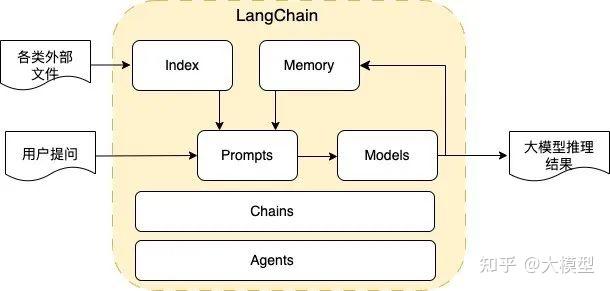 LangChain
各类外部
文件
Index
Memory
用户提问
Prompts
Models
大模型推理
结果
Chains
Agents
知乎 @大模型